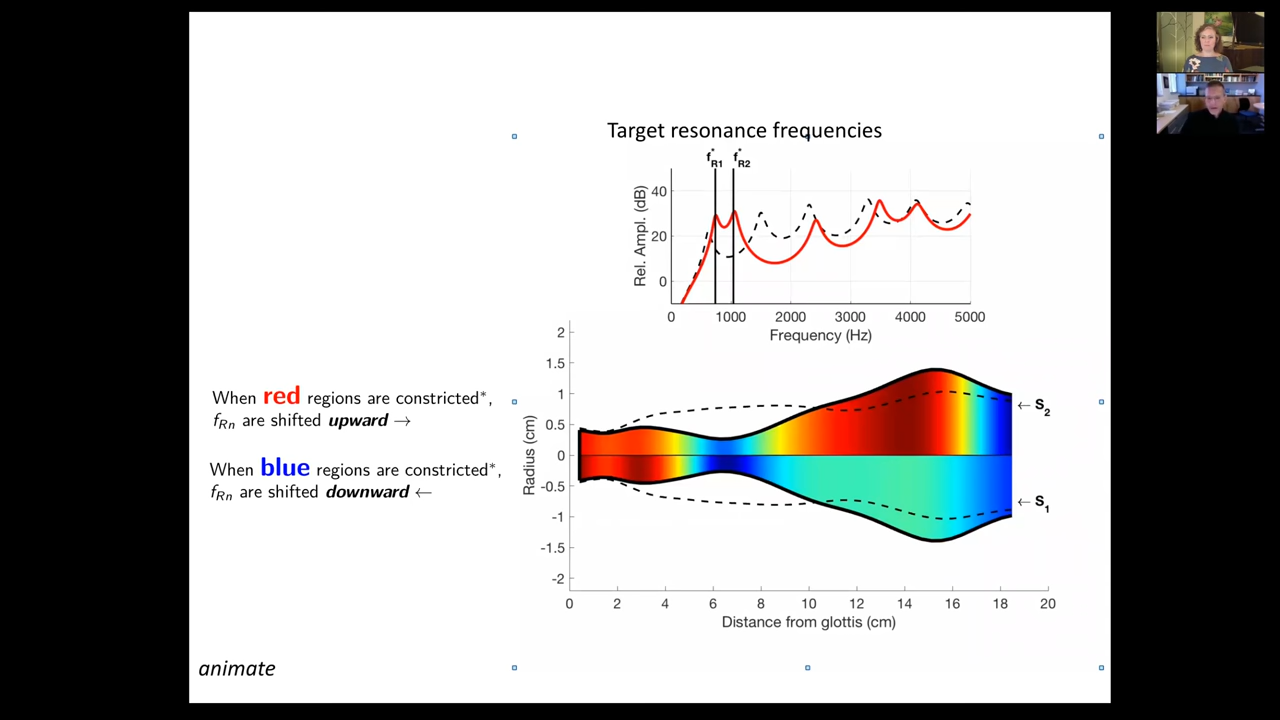 Target resonance frequencies
f*R1 f*R2
Rel. Ampl. (dB)
40
20
0
0 1000 2000 3000 4000 5000
Frequency (Hz)
When red regions are constricted*,
fRn are shifted upward →
When blue regions are constricted*,
fRn are shifted downward ←
Radius (cm)
2
1.5
1
0.5
0
-0.5
-1
-1.5
-2
← S2
← S1
0 2 4 6 8 10 12 14 16 18 20
Distance from glottis (cm)
animate